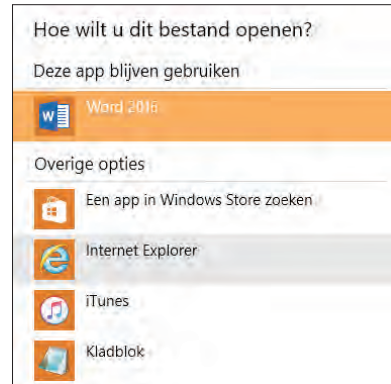 Hoe wilt u dit bestand openen?
Deze app blijven gebruiken
Word 2016
Overige opties
Een app in Windows Store zoeken
Internet Explorer
iTunes
Kladblok